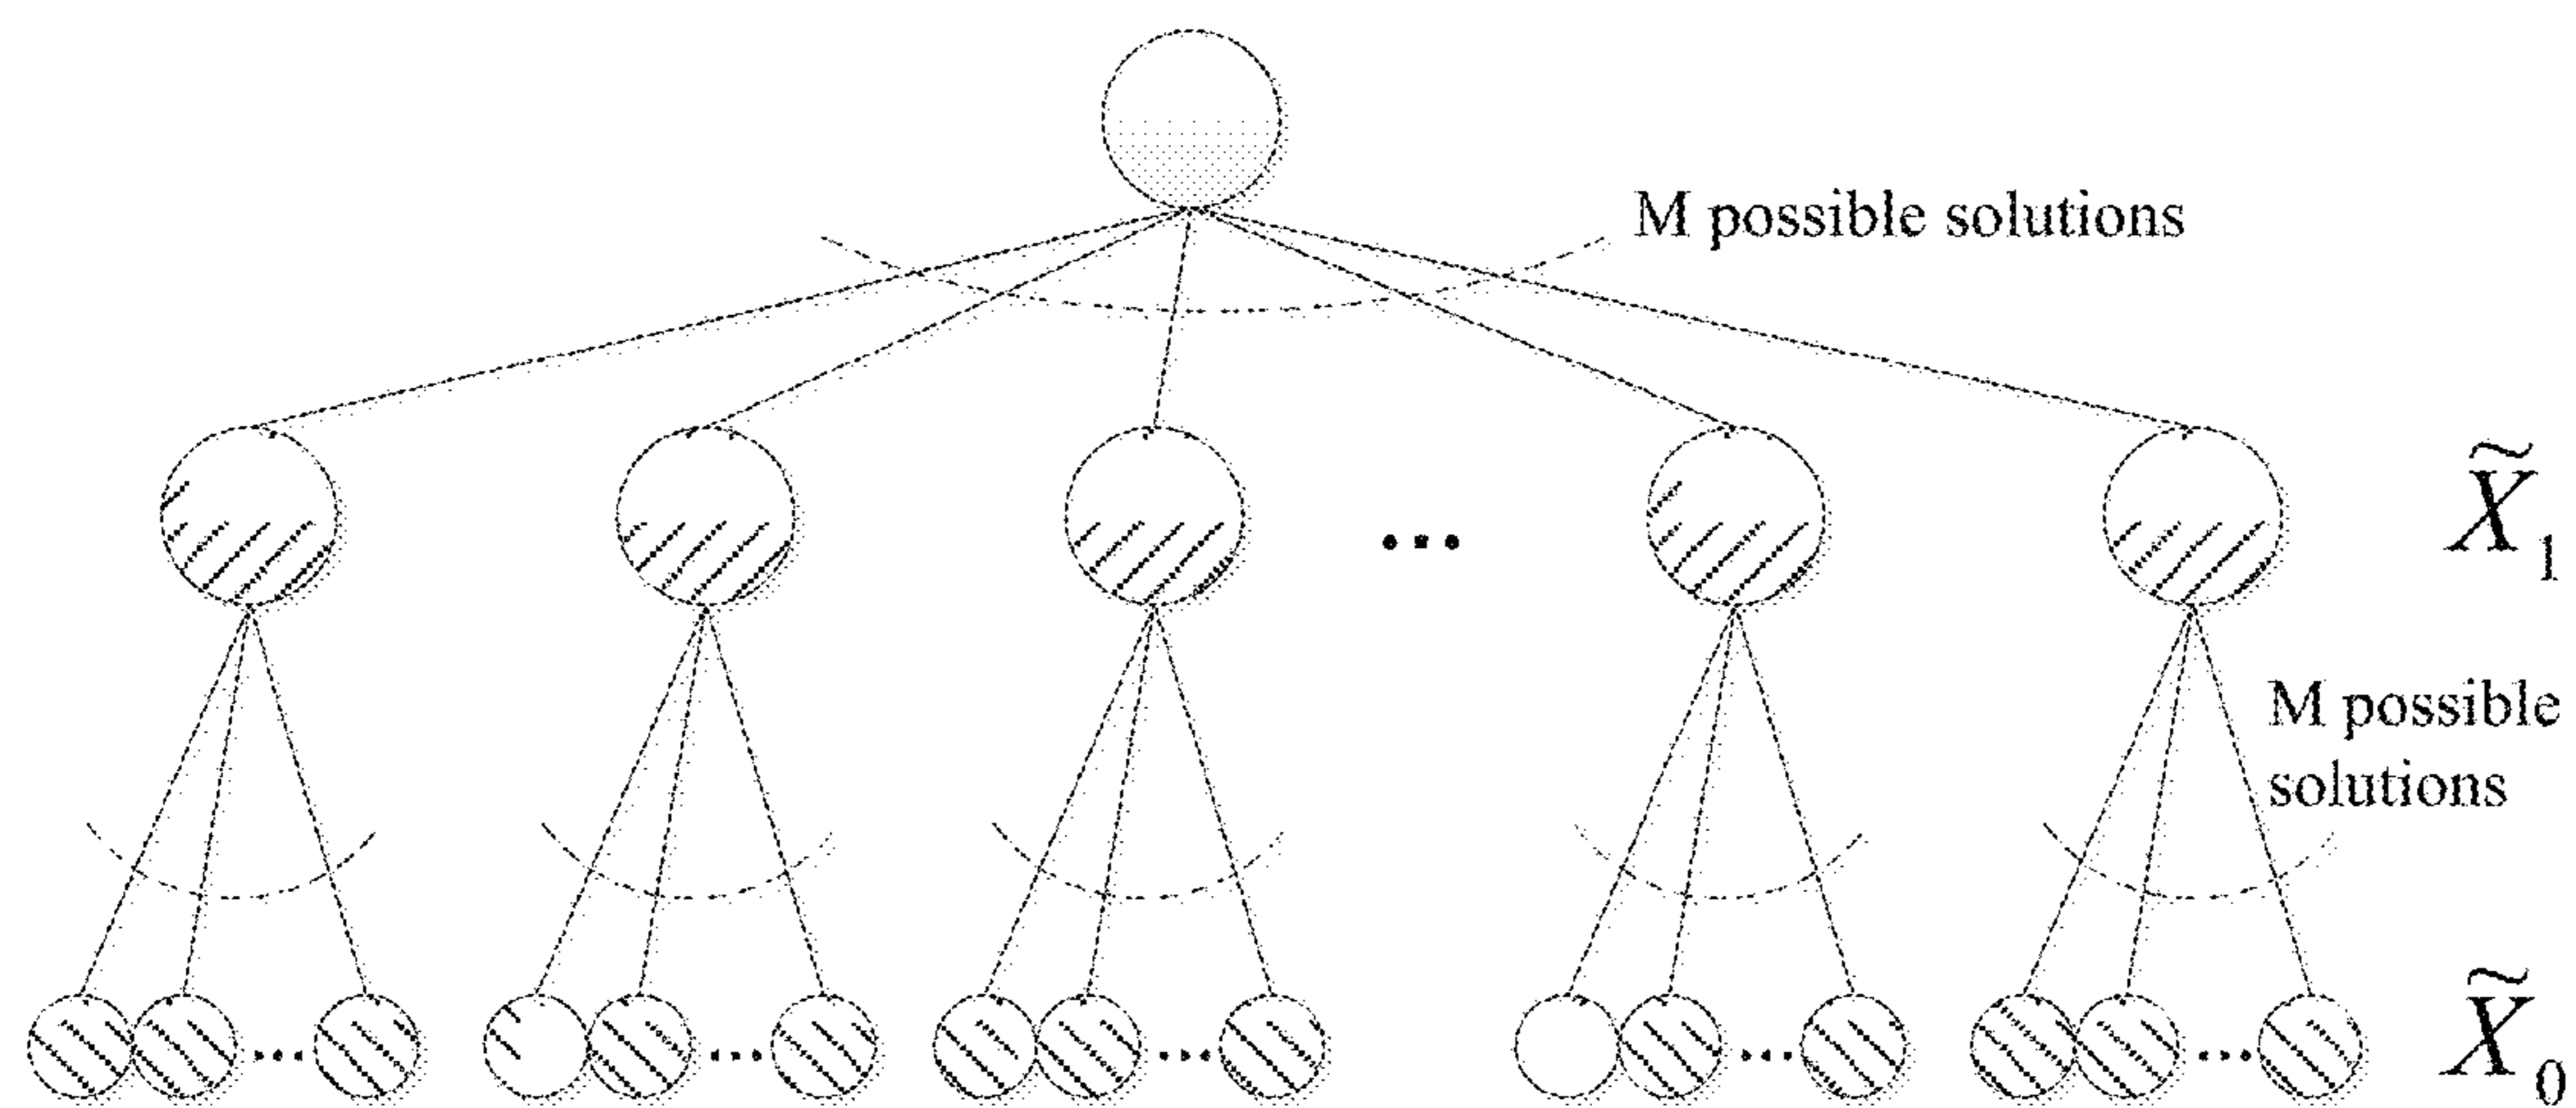 M possible solutions
...
X̃₁
M possible
solutions
... ... ... ... ...
X̃₀